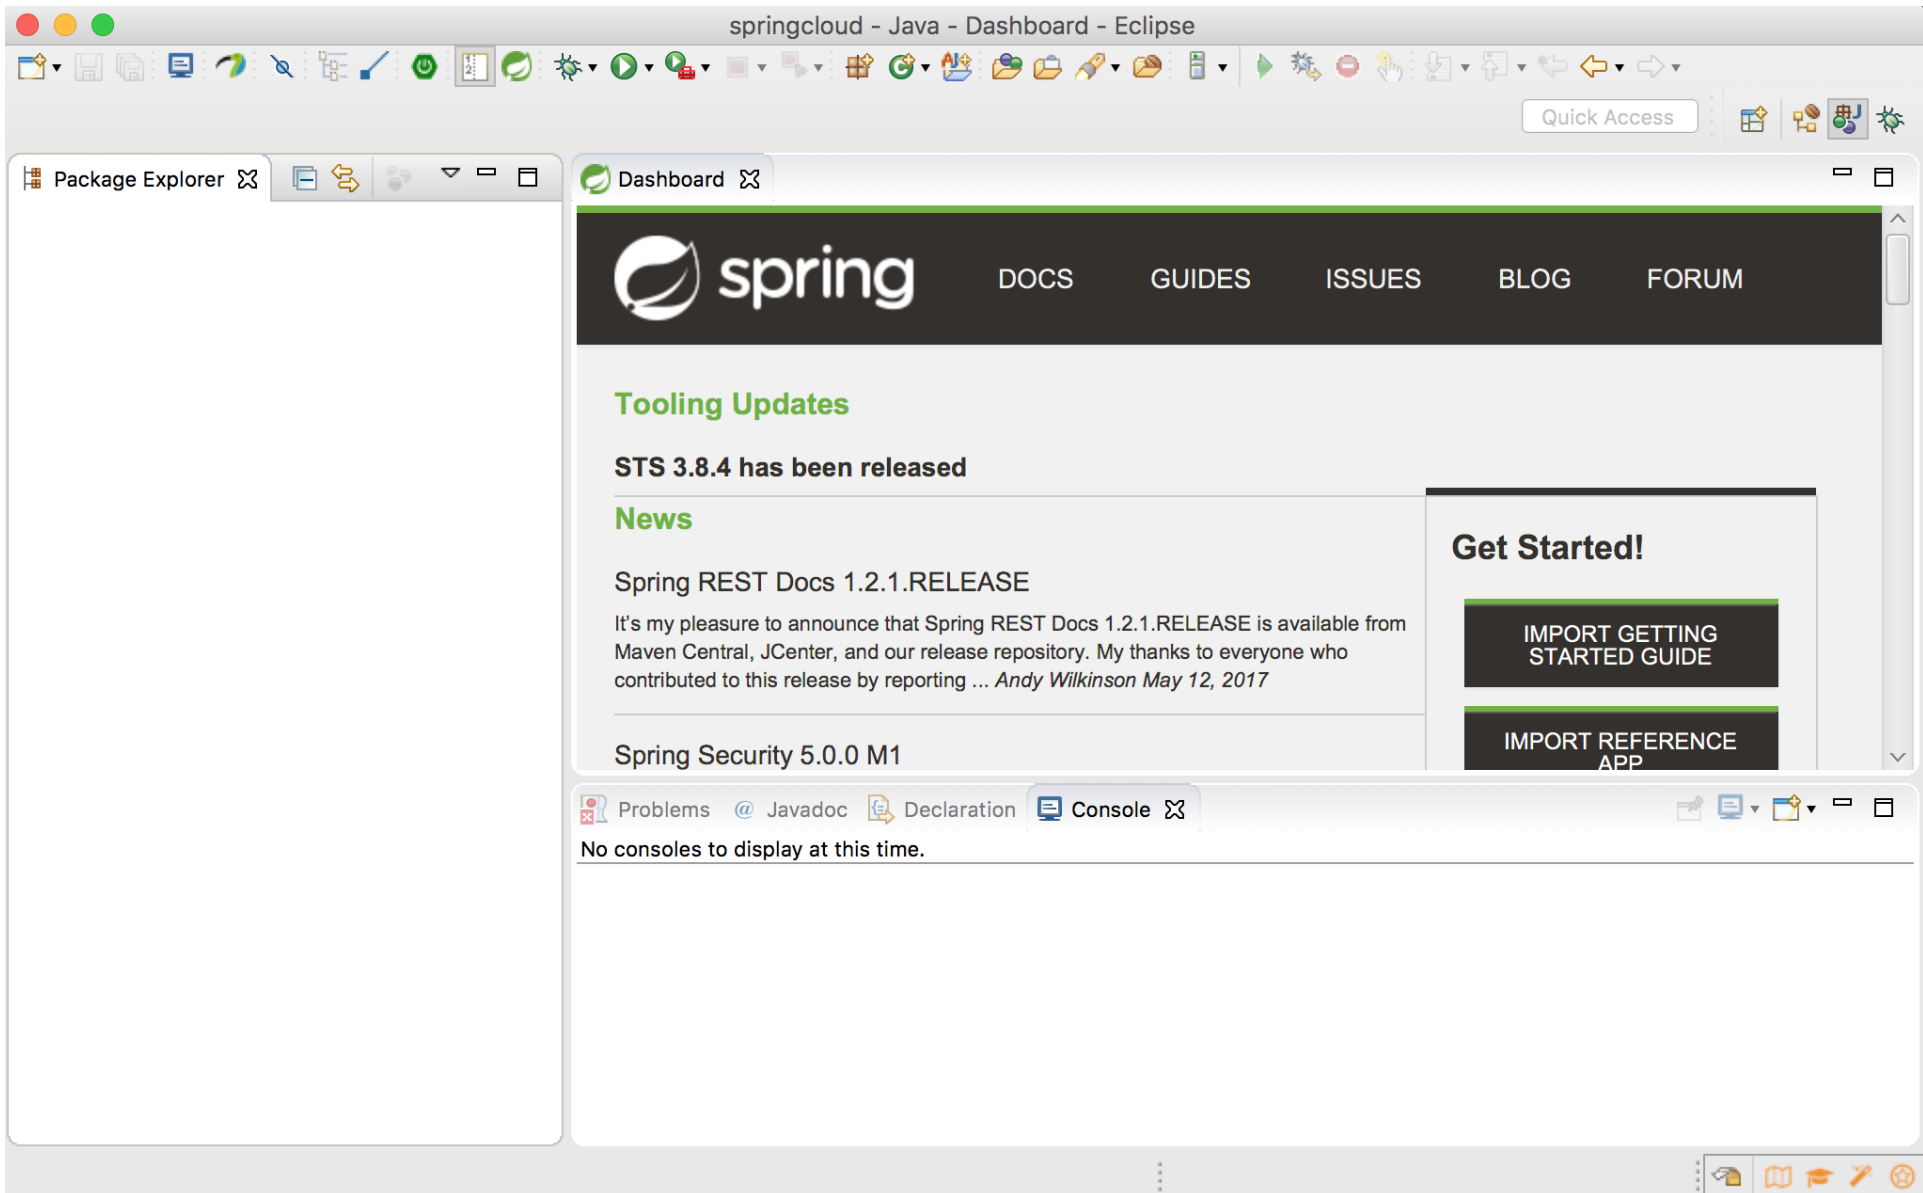 springcloud - Java - Dashboard - Eclipse
Quick Access
Package Explorer
Dashboard
spring DOCS GUIDES ISSUES BLOG FORUM
Tooling Updates
STS 3.8.4 has been released
News
Spring REST Docs 1.2.1.RELEASE
It's my pleasure to announce that Spring REST Docs 1.2.1.RELEASE is available from
Maven Central, JCenter, and our release repository. My thanks to everyone who
contributed to this release by reporting ... Andy Wilkinson May 12, 2017
Spring Security 5.0.0 M1
Get Started!
IMPORT GETTING
STARTED GUIDE
IMPORT REFERENCE
APP
Problems @ Javadoc Declaration Console
No consoles to display at this time.